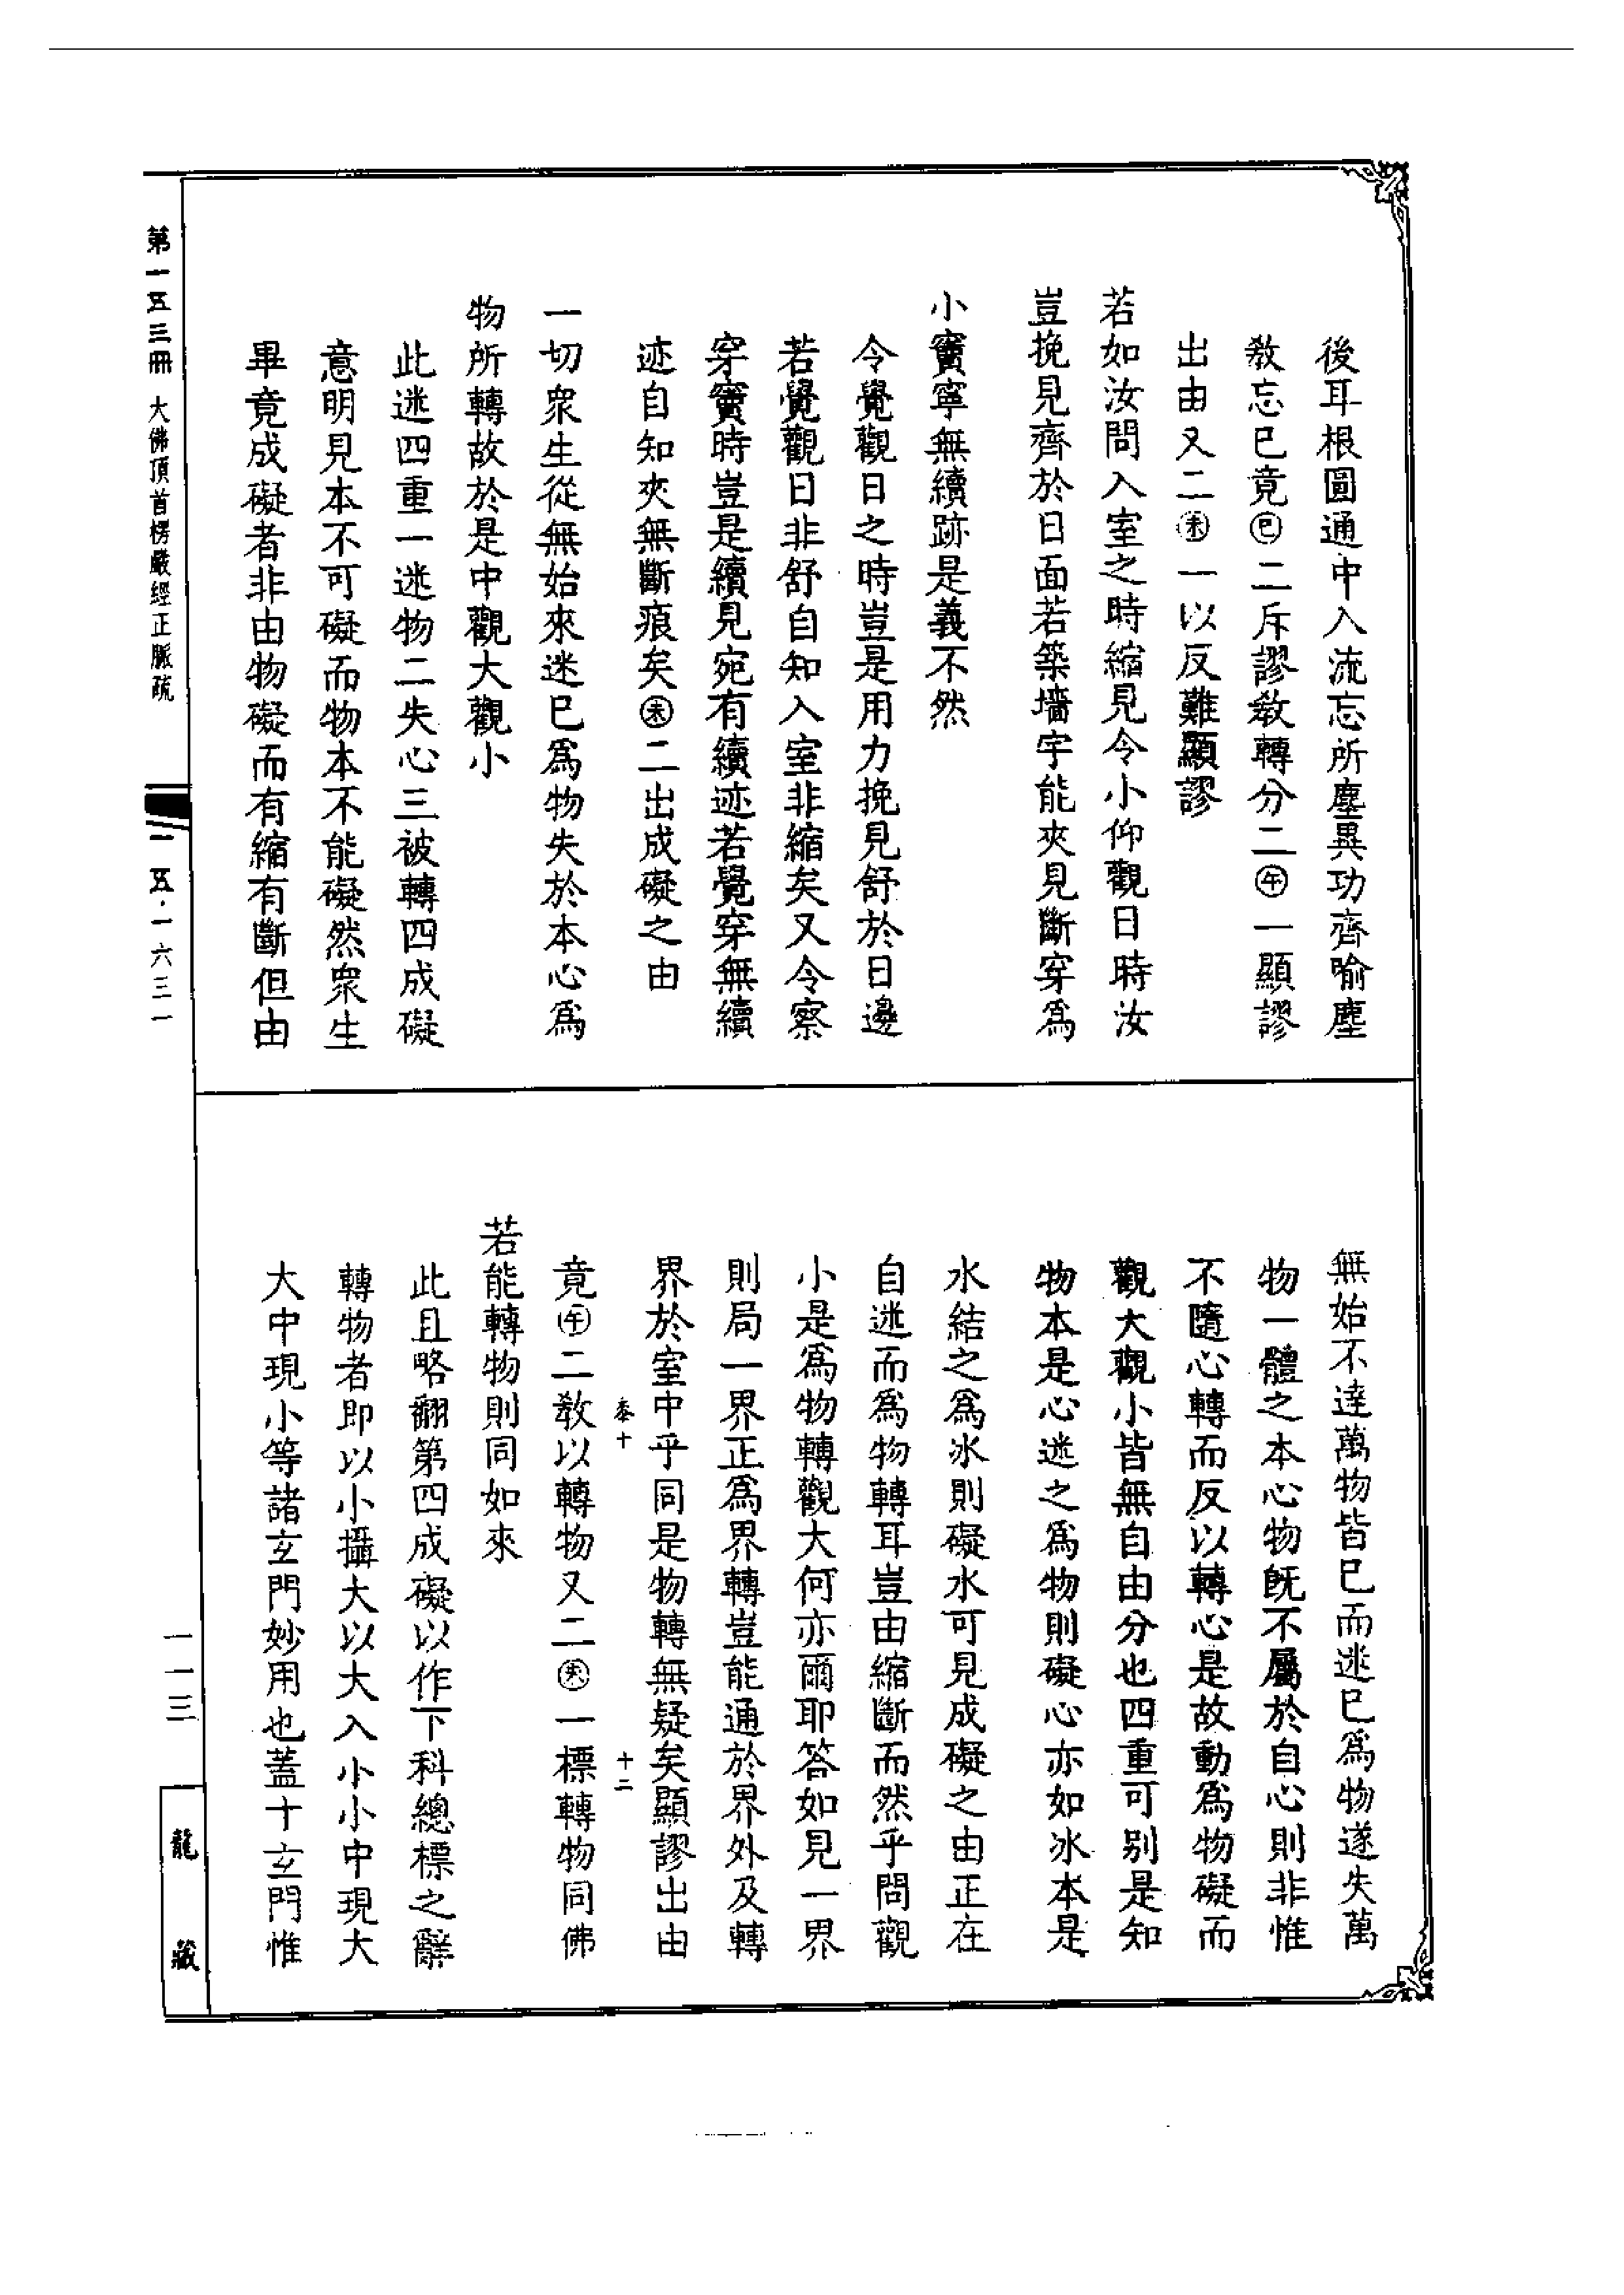 後耳根圓通中入流忘所塵異功齊喻塵
教忘已竟㊁二斥謬教轉分二㊄一顯謬
出由又二㊍一以反難顯謬
若如汝問入室之時縮見令小仰觀日時汝
豈挽見齊於日面若築墻宇能夾見斷穿爲
小竇寧無續跡是義不然
令覺觀日之時豈是用力挽見舒於日邊
若覺觀日非舒自知入室非縮矣又令察
穿竇時豈是續見宛有續迹若覺穿無續
迹自知夾無斷痕矣㊍二出成礙之由
一切衆生從無始來迷已爲物失於本心爲
物所轉故於是中觀大觀小
此迷四重一迷物二失心三被轉四成礙
意明見本不可礙而物本不能礙然衆生
畢竟成礙者非由物礙而有縮有斷但由
無始不達萬物皆已而迷已爲物遂失萬
物一體之本心物旣不屬於自心則非惟
不隨心轉而反以轉心是故動爲物礙而
觀大觀小皆無自由分也四重可别是知
物本是心迷之爲物則礙心亦如冰本是
水結之爲冰則礙水可見成礙之由正在
自迷而爲物轉耳豈由縮斷而然乎問觀
小是爲物轉觀大何亦爾耶答如見一界
則局一界正爲界轉豈能通於界外及轉
界於室中乎同是物轉無疑矣顯謬出由
竟㊄二教以轉物又二㊍一標轉物同佛
若能轉物則同如來
此且略翻第四成礙以作下科總標之辭
轉物者即以小攝大以大入小小中現大
大中現小等諸玄門妙用也蓋十玄門惟
泰十 十二
第一五三冊 大佛頂首楞嚴經正脈疏
一五·一六三一
一一三
龍藏